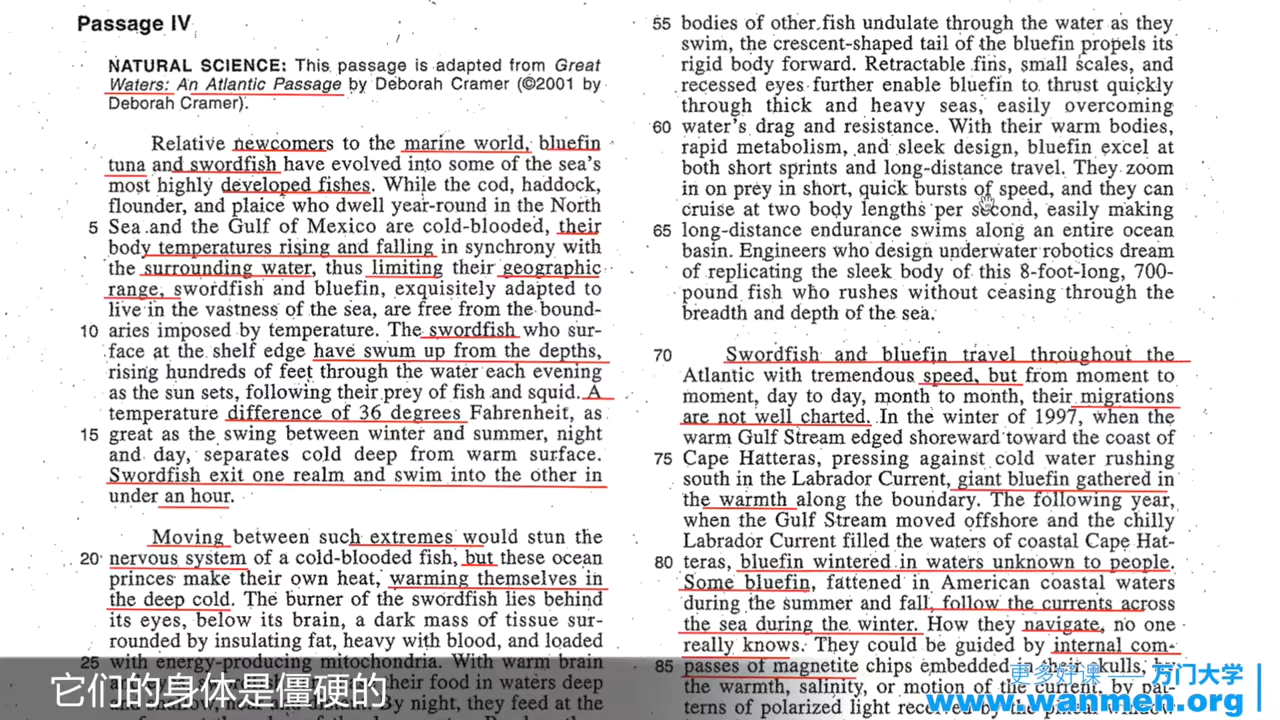 Passage IV
NATURAL SCIENCE: This passage is adapted from Great
Waters: An Atlantic Passage by Deborah Cramer (©2001 by
Deborah Cramer).
Relative newcomers to the marine world, bluefin
tuna and swordfish have evolved into some of the sea's
most highly developed fishes. While the cod, haddock,
flounder, and plaice who dwell year-round in the North
5 Sea and the Gulf of Mexico are cold-blooded, their
body temperatures rising and falling in synchrony with
the surrounding water, thus limiting their geographic
range, swordfish and bluefin, exquisitely adapted to
live in the vastness of the sea, are free from the bound-
10 aries imposed by temperature. The swordfish who sur-
face at the shelf edge have swum up from the depths,
rising hundreds of feet through the water each evening
as the sun sets, following their prey of fish and squid. A
temperature difference of 36 degrees Fahrenheit, as
15 great as the swing between winter and summer, night
and day, separates cold deep from warm surface.
Swordfish exit one realm and swim into the other in
under an hour.
Moving between such extremes would stun the
20 nervous system of a cold-blooded fish, but these ocean
princes make their own heat, warming themselves in
the deep cold. The burner of the swordfish lies behind
its eyes, below its brain, a dark mass of tissue sur-
rounded by insulating fat, heavy with blood, and loaded
25 with energy-producing mitochondria. With warm brain
their food in waters deep
By night, they feed at the
55 bodies of other fish undulate through the water as they
swim, the crescent-shaped tail of the bluefin propels its
rigid body forward. Retractable fins, small scales, and
recessed eyes further enable bluefin to thrust quickly
through thick and heavy seas, easily overcoming
60 water's drag and resistance. With their warm bodies,
rapid metabolism, and sleek design, bluefin excel at
both short sprints and long-distance travel. They zoom
in on prey in short, quick bursts of speed, and they can
cruise at two body lengths per second, easily making
65 long-distance endurance swims along an entire ocean
basin. Engineers who design underwater robotics dream
of replicating the sleek body of this 8-foot-long, 700-
pound fish who rushes without ceasing through the
breadth and depth of the sea.
70 Swordfish and bluefin travel throughout the
Atlantic with tremendous speed, but from moment to
moment, day to day, month to month, their migrations
are not well charted. In the winter of 1997, when the
warm Gulf Stream edged shoreward toward the coast of
75 Cape Hatteras, pressing against cold water rushing
south in the Labrador Current, giant bluefin gathered in
the warmth along the boundary. The following year,
when the Gulf Stream moved offshore and the chilly
Labrador Current filled the waters of coastal Cape Hat-
80 teras, bluefin wintered in waters unknown to people.
Some bluefin, fattened in American coastal waters
during the summer and fall, follow the currents across
the sea during the winter. How they navigate, no one
really knows. They could be guided by internal com-
85 passes of magnetite chips embedded in their skulls, by
the warmth, salinity, or motion of the current, by pat-
terns of polarized light received by the pineal window
它们的身体是僵硬的
更多好课 —— 万门大学
www.wanmen.org